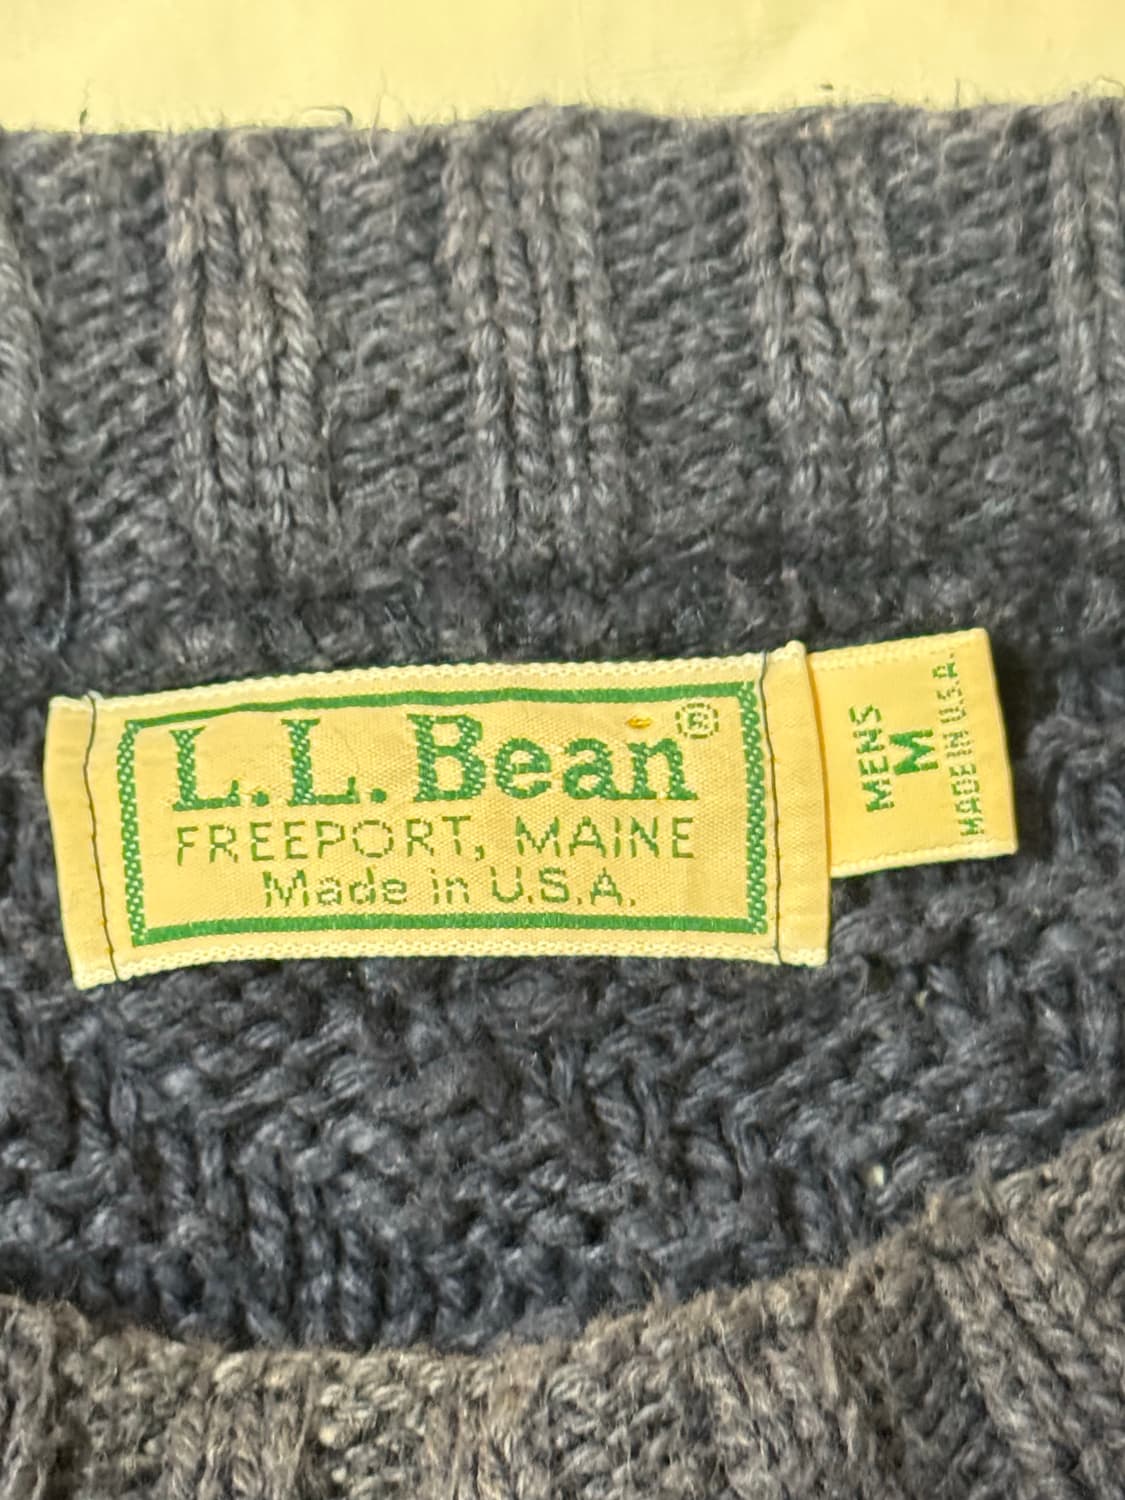 L.L.Bean®
FREEPORT, MAINE
Made in U.S.A.
MENS
M
MADE IN U.S.A.